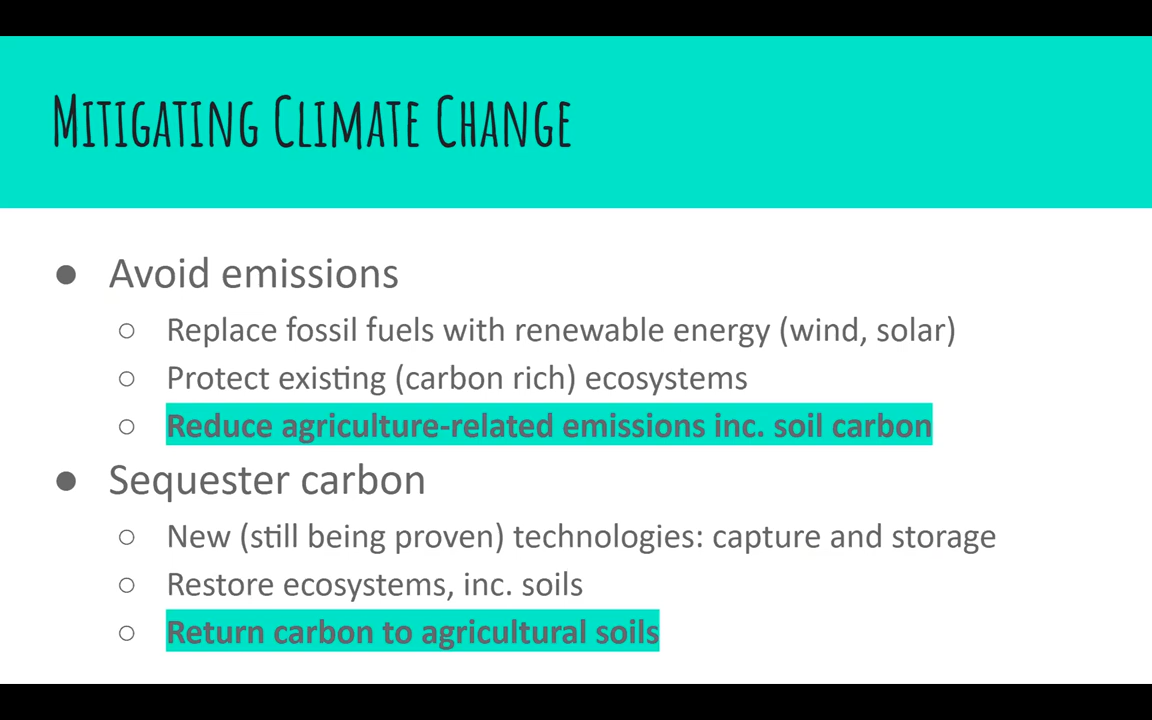 Mitigating Climate Change
● Avoid emissions
○ Replace fossil fuels with renewable energy (wind, solar)
○ Protect existing (carbon rich) ecosystems
○ Reduce agriculture-related emissions inc. soil carbon
● Sequester carbon
○ New (still being proven) technologies: capture and storage
○ Restore ecosystems, inc. soils
○ Return carbon to agricultural soils